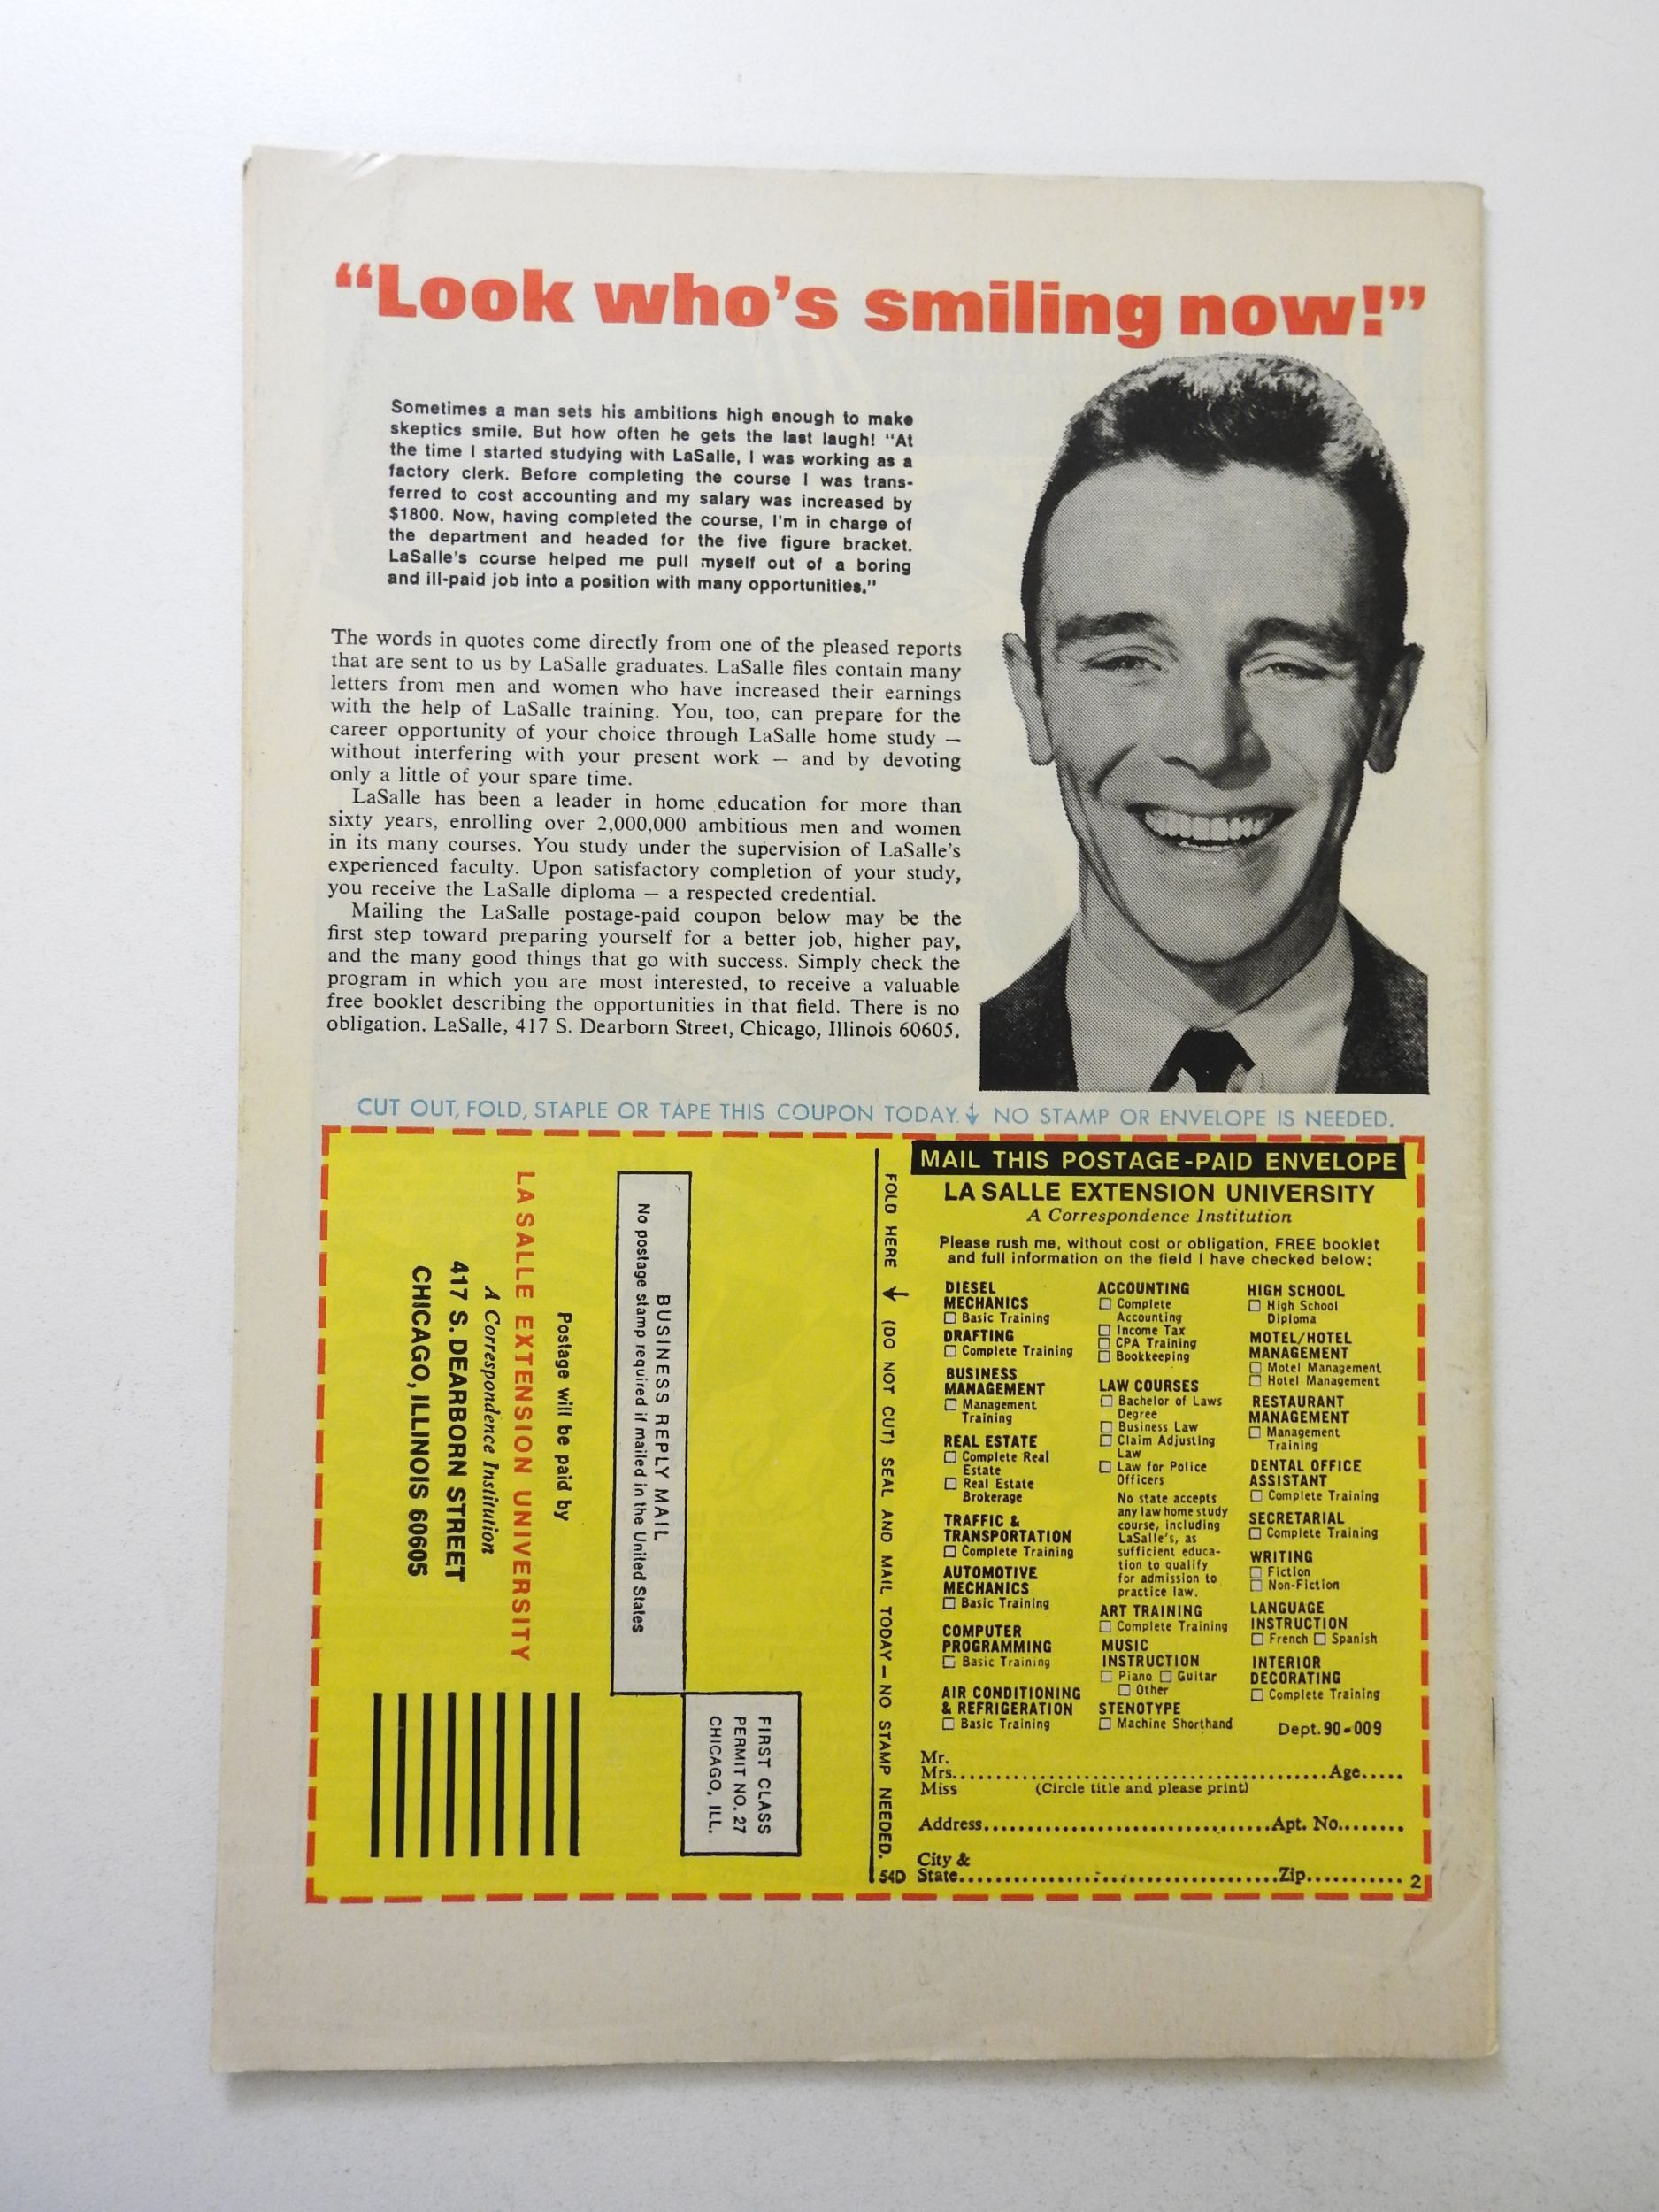 “Look who’s smiling now!”
Sometimes a man sets his ambitions high enough to make
skeptics smile. But how often he gets the last laugh! “At
the time I started studying with LaSalle, I was working as a
factory clerk. Before completing the course I was trans-
ferred to cost accounting and my salary was increased by
$1800. Now, having completed the course, I’m in charge of
the department and headed for the five figure bracket.
LaSalle’s course helped me pull myself out of a boring
and ill-paid job into a position with many opportunities.”
The words in quotes come directly from one of the pleased reports
that are sent to us by LaSalle graduates. LaSalle files contain many
letters from men and women who have increased their earnings
with the help of LaSalle training. You, too, can prepare for the
career opportunity of your choice through LaSalle home study —
without interfering with your present work — and by devoting
only a little of your spare time.
LaSalle has been a leader in home education for more than
sixty years, enrolling over 2,000,000 ambitious men and women
in its many courses. You study under the supervision of LaSalle’s
experienced faculty. Upon satisfactory completion of your study,
you receive the LaSalle diploma — a respected credential.
Mailing the LaSalle postage-paid coupon below may be the
first step toward preparing yourself for a better job, higher pay,
and the many good things that go with success. Simply check the
program in which you are most interested, to receive a valuable
free booklet describing the opportunities in that field. There is no
obligation. LaSalle, 417 S. Dearborn Street, Chicago, Illinois 60605.
CUT OUT, FOLD, STAPLE OR TAPE THIS COUPON TODAY. ↓ NO STAMP OR ENVELOPE IS NEEDED.
FIRST CLASS
PERMIT NO. 27
CHICAGO, ILL.
BUSINESS REPLY MAIL
No postage stamp required if mailed in the United States
Postage will be paid by
LA SALLE EXTENSION UNIVERSITY
A Correspondence Institution
417 S. DEARBORN STREET
CHICAGO, ILLINOIS 60605
FOLD HERE ↓ (DO NOT CUT) SEAL AND MAIL TODAY — NO STAMP NEEDED.
54D
MAIL THIS POSTAGE-PAID ENVELOPE
LA SALLE EXTENSION UNIVERSITY
A Correspondence Institution
Please rush me, without cost or obligation, FREE booklet
and full information on the field I have checked below:
DIESEL
MECHANICS
☐ Basic Training
DRAFTING
☐ Complete Training
BUSINESS
MANAGEMENT
☐ Management
Training
REAL ESTATE
☐ Complete Real
Estate
☐ Real Estate
Brokerage
TRAFFIC &
TRANSPORTATION
☐ Complete Training
AUTOMOTIVE
MECHANICS
☐ Basic Training
COMPUTER
PROGRAMMING
☐ Basic Training
AIR CONDITIONING
& REFRIGERATION
☐ Basic Training
ACCOUNTING
☐ Complete
Accounting
☐ Income Tax
☐ CPA Training
☐ Bookkeeping
LAW COURSES
☐ Bachelor of Laws
Degree
☐ Business Law
☐ Claim Adjusting
Law
☐ Law for Police
Officers
No state accepts
any law home study
course, including
LaSalle’s, as
sufficient educa-
tion to qualify
for admission to
practice law.
ART TRAINING
☐ Complete Training
MUSIC
INSTRUCTION
☐ Piano ☐ Guitar
☐ Other
STENOTYPE
☐ Machine Shorthand
HIGH SCHOOL
☐ High School
Diploma
MOTEL/HOTEL
MANAGEMENT
☐ Motel Management
☐ Hotel Management
RESTAURANT
MANAGEMENT
☐ Management
Training
DENTAL OFFICE
ASSISTANT
☐ Complete Training
SECRETARIAL
☐ Complete Training
WRITING
☐ Fiction
☐ Non-Fiction
LANGUAGE
INSTRUCTION
☐ French ☐ Spanish
INTERIOR
DECORATING
☐ Complete Training
Dept. 90-009
Mr.
Mrs.....Age.....
Miss (Circle title and please print)
Address.....Apt. No.....
City &
State.....Zip.....
2